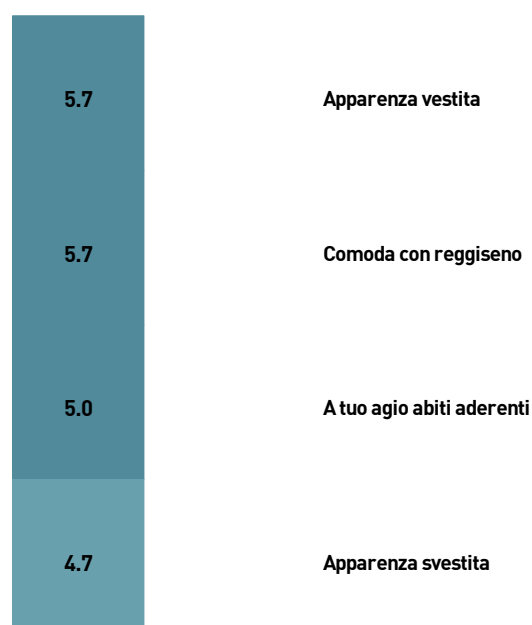 5.7 Apparenza vestita
5.7 Comoda con reggiseno
5.0 A tuo agio abiti aderenti
4.7 Apparenza svestita